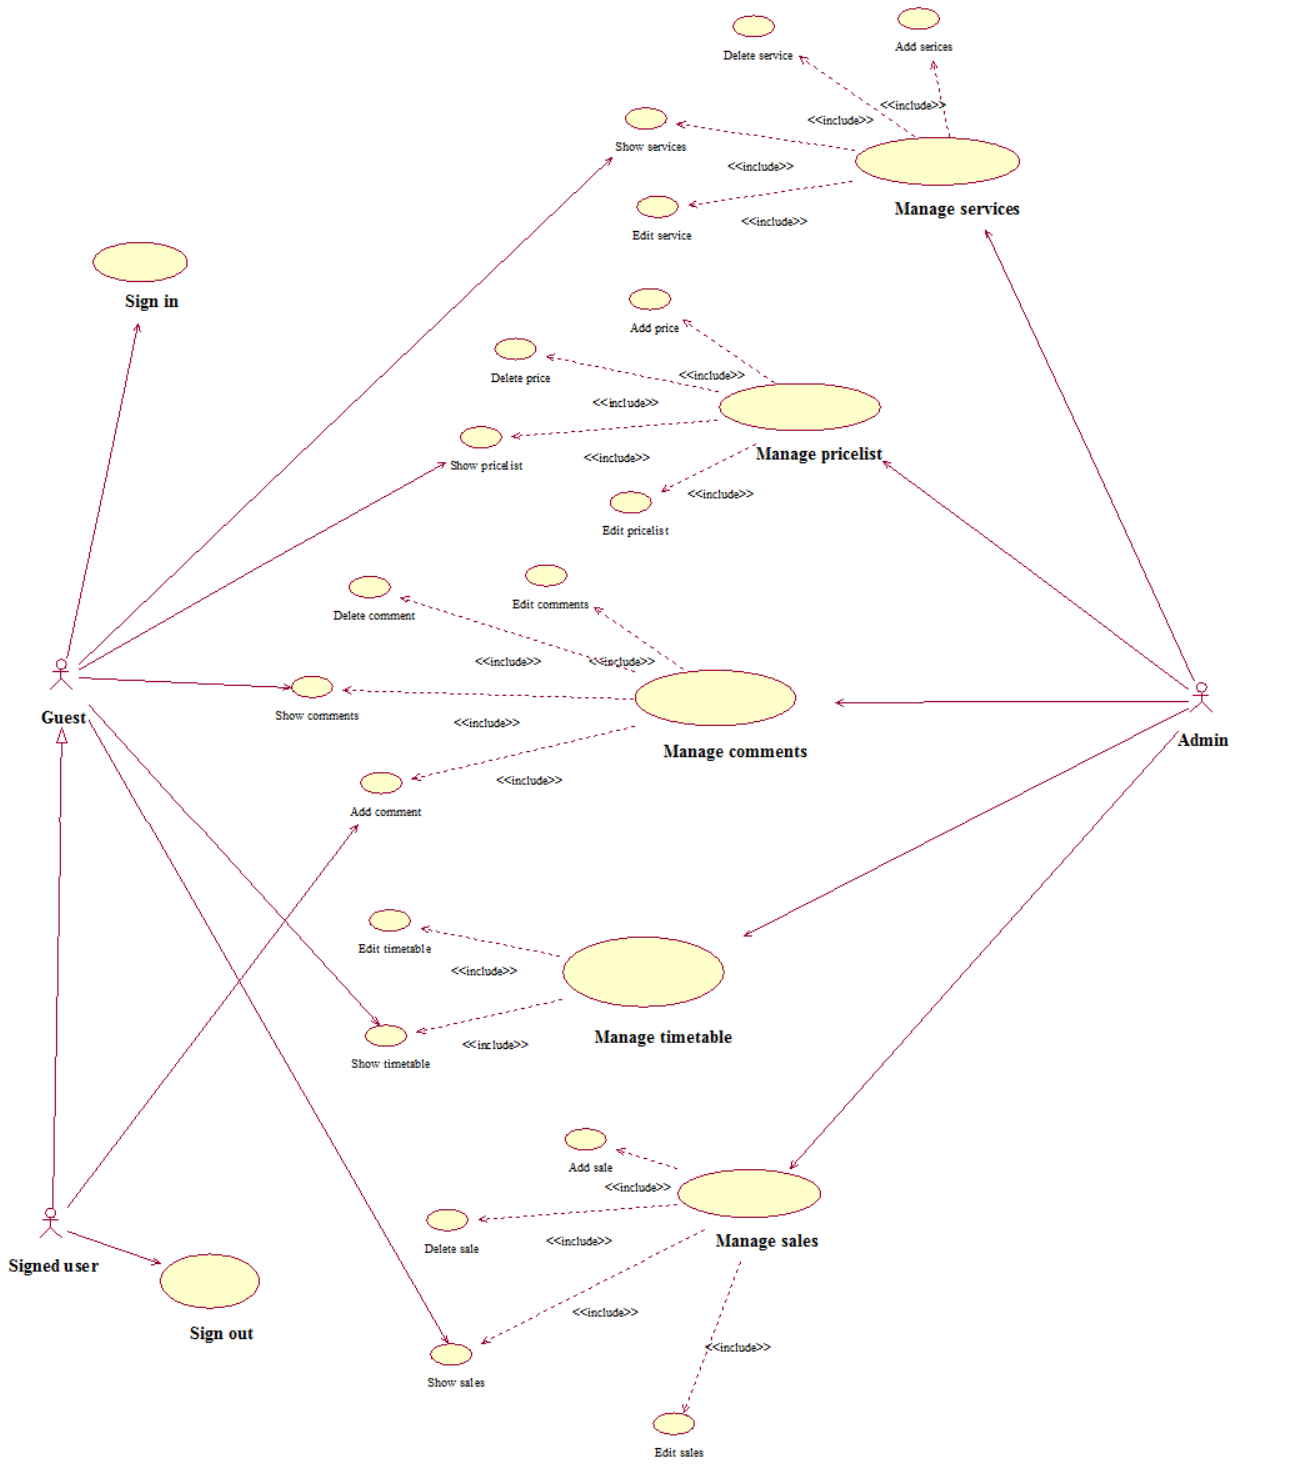 Delete service
Add serices
<<include>>
<<include>>
Show services
<<include>>
Manage services
<<include>>
Edit service
Sign in
Add price
Delete price
<<include>>
<<include>>
Manage pricelist
Show pricelist
<<include>>
<<include>>
Edit pricelist
Edit comments
Delete comment
<<include>>
<<include>>
Guest
Show comments
<<include>>
Manage comments
Admin
<<include>>
Add comment
Edit timetable
<<include>>
Manage timetable
<<include>>
Show timetable
Add sale
<<include>>
Delete sale
<<include>>
Manage sales
Signed user
<<include>>
Sign out
<<include>>
Show sales
Edit sales